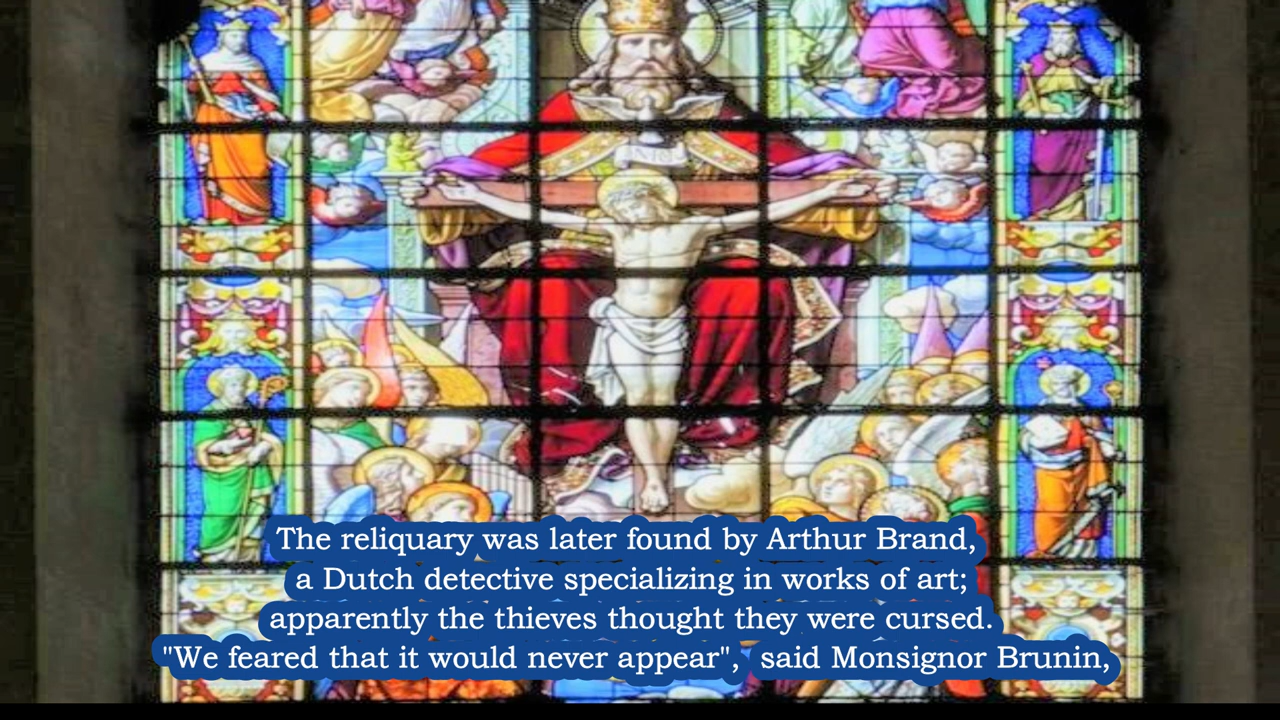 The reliquary was later found by Arthur Brand,
a Dutch detective specializing in works of art;
apparently the thieves thought they were cursed.
"We feared that it would never appear", said Monsignor Brunin,